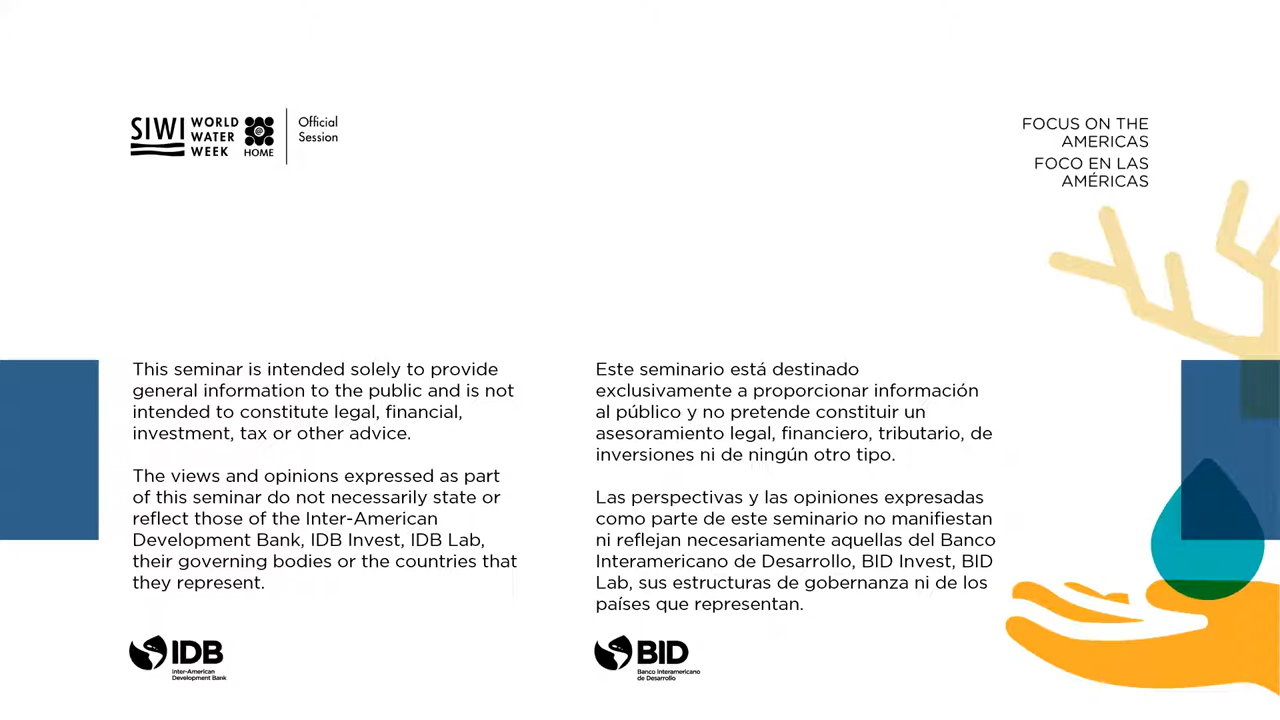 SIWI
WORLD
WATER
WEEK
@
HOME
Official
Session
FOCUS ON THE
AMERICAS
FOCO EN LAS
AMÉRICAS
This seminar is intended solely to provide
general information to the public and is not
intended to constitute legal, financial,
investment, tax or other advice.
The views and opinions expressed as part
of this seminar do not necessarily state or
reflect those of the Inter-American
Development Bank, IDB Invest, IDB Lab,
their governing bodies or the countries that
they represent.
IDB
Inter-American
Development Bank
Este seminario está destinado
exclusivamente a proporcionar información
al público y no pretende constituir un
asesoramiento legal, financiero, tributario, de
inversiones ni de ningún otro tipo.
Las perspectivas y las opiniones expresadas
como parte de este seminario no manifiestan
ni reflejan necesariamente aquellas del Banco
Interamericano de Desarrollo, BID Invest, BID
Lab, sus estructuras de gobernanza ni de los
países que representan.
BID
Banco Interamericano
de Desarrollo